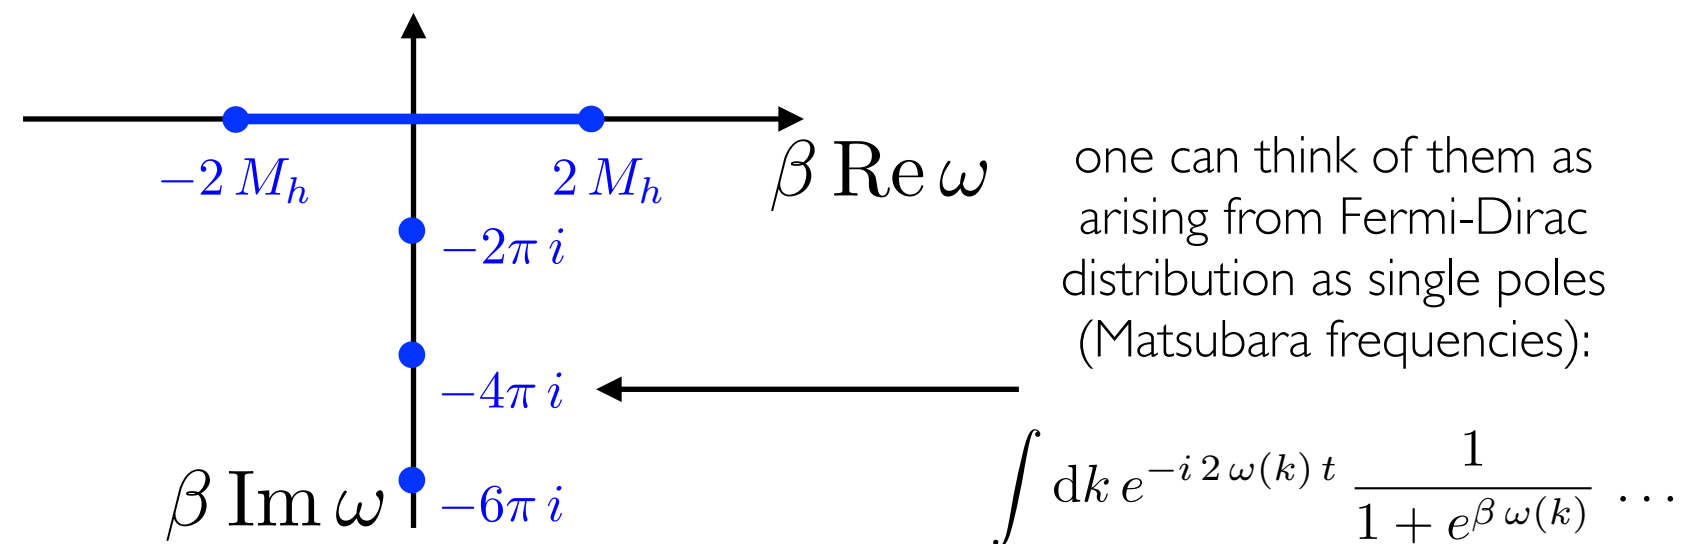 −2 M_h
2 M_h
β Re ω
−2π i
−4π i
−6π i
β Im ω
one can think of them as
arising from Fermi-Dirac
distribution as single poles
(Matsubara frequencies):
∫ dk e^{−i 2 ω(k) t} \frac{1}{1 + e^{β ω(k)}} …